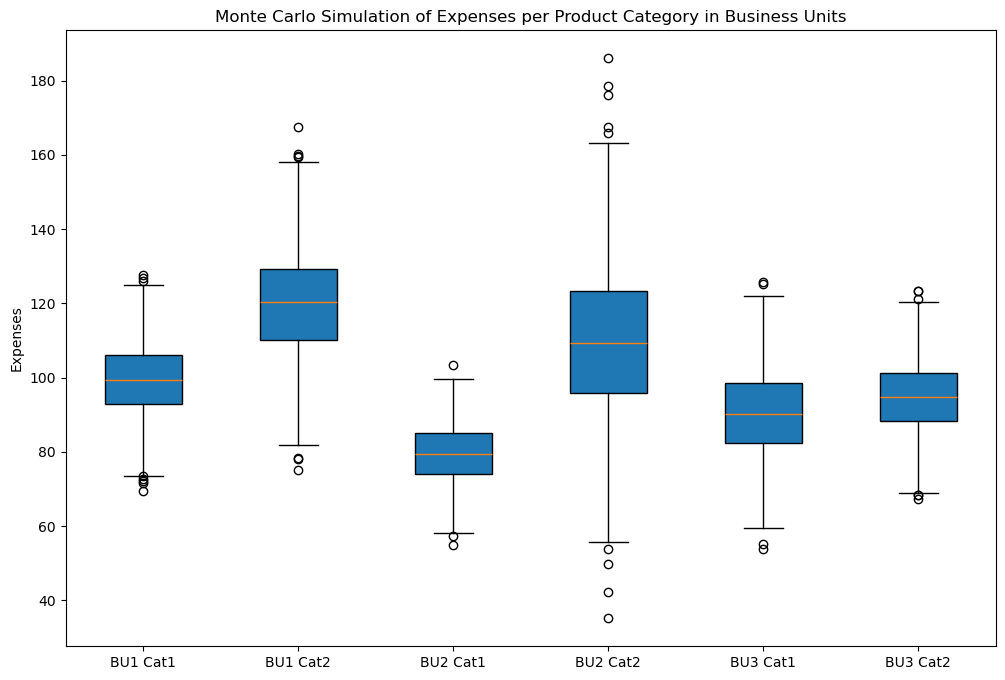 Monte Carlo Simulation of Expenses per Product Category in Business Units
Expenses
180
160
140
120
100
80
60
40
BU1 Cat1
BU1 Cat2
BU2 Cat1
BU2 Cat2
BU3 Cat1
BU3 Cat2